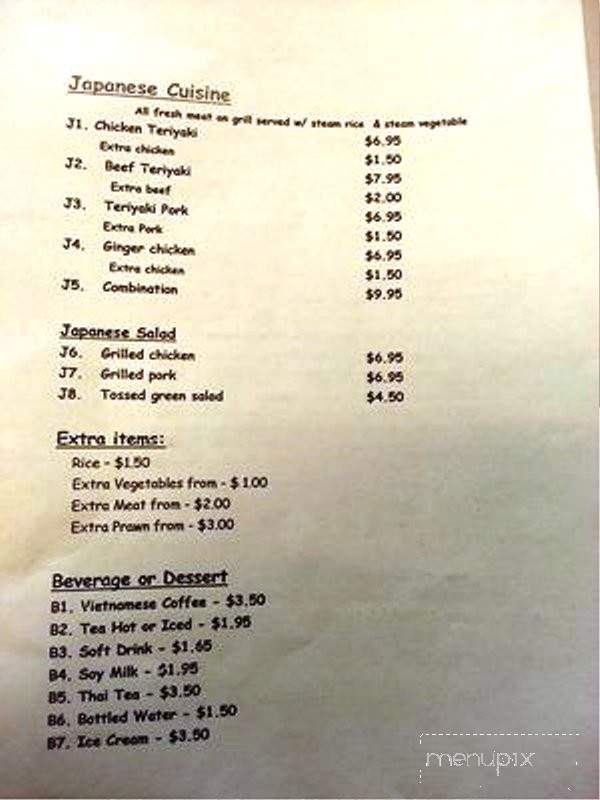 Japanese Cuisine
All fresh meat on grill served w/ steam rice & steam vegetable
J1. Chicken Teriyaki $6.95
Extra chicken $1.50
J2. Beef Teriyaki $7.95
Extra beef $2.00
J3. Teriyaki Pork $6.95
Extra Pork $1.50
J4. Ginger chicken $6.95
Extra chicken $1.50
J5. Combination $9.95
Japanese Salad
J6. Grilled chicken $6.95
J7. Grilled pork $6.95
J8. Tossed green salad $4.50
Extra items:
Rice - $1.50
Extra Vegetables from - $ 1.00
Extra Meat from - $2.00
Extra Prawn from - $3.00
Beverage or Dessert
B1. Vietnamese Coffee - $3.50
B2. Tea Hot or Iced - $1.95
B3. Soft Drink - $1.65
B4. Soy Milk - $1.95
B5. Thai Tea - $3.50
B6. Bottled Water - $1.50
B7. Ice Cream - $3.50
menupix